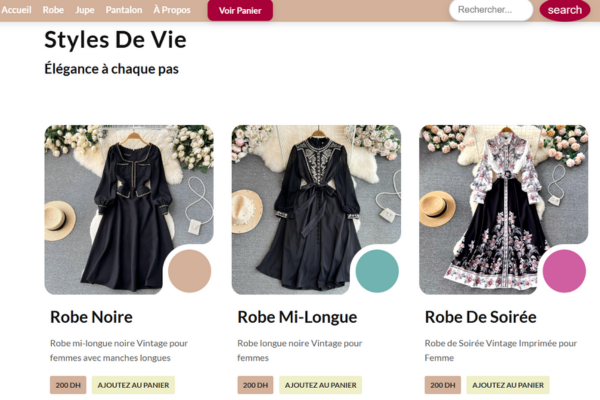 Accueil Robe Jupe Pantalon À Propos Voir Panier Rechercher... search
Styles De Vie
Élégance à chaque pas
Robe Noire
Robe mi-longue noire Vintage pour
femmes avec manches longues
200 DH AJOUTEZ AU PANIER
Robe Mi-Longue
Robe longue noire Vintage pour
femmes
200 DH AJOUTEZ AU PANIER
Robe De Soirée
Robe de Soirée Vintage Imprimée pour
Femme
200 DH AJOUTEZ AU PANIER